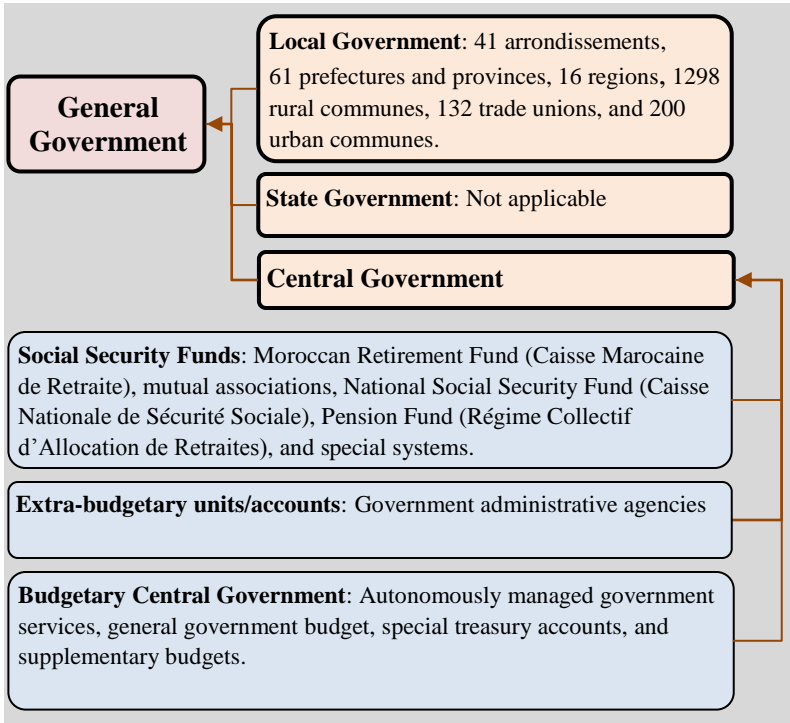 General
Government
Local Government: 41 arrondissements,
61 prefectures and provinces, 16 regions, 1298
rural communes, 132 trade unions, and 200
urban communes.
State Government: Not applicable
Central Government
Social Security Funds: Moroccan Retirement Fund (Caisse Marocaine
de Retraite), mutual associations, National Social Security Fund (Caisse
Nationale de Sécurité Sociale), Pension Fund (Régime Collectif
d’Allocation de Retraites), and special systems.
Extra-budgetary units/accounts: Government administrative agencies
Budgetary Central Government: Autonomously managed government
services, general government budget, special treasury accounts, and
supplementary budgets.